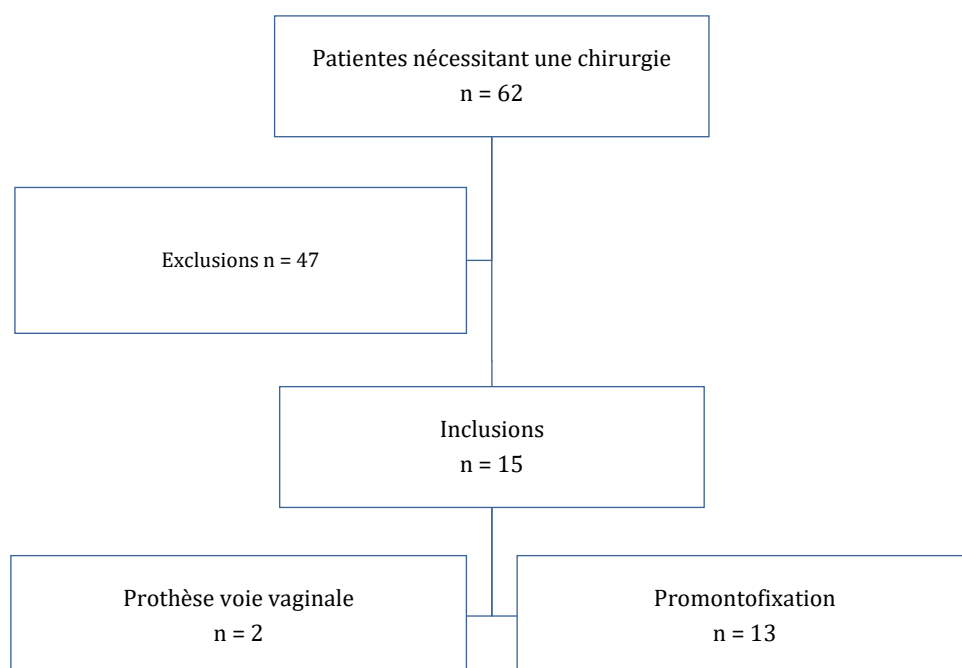 Patientes nécessitant une chirurgie
n = 62
Exclusions n = 47
Inclusions
n = 15
Prothèse voie vaginale
n = 2
Promontofixation
n = 13